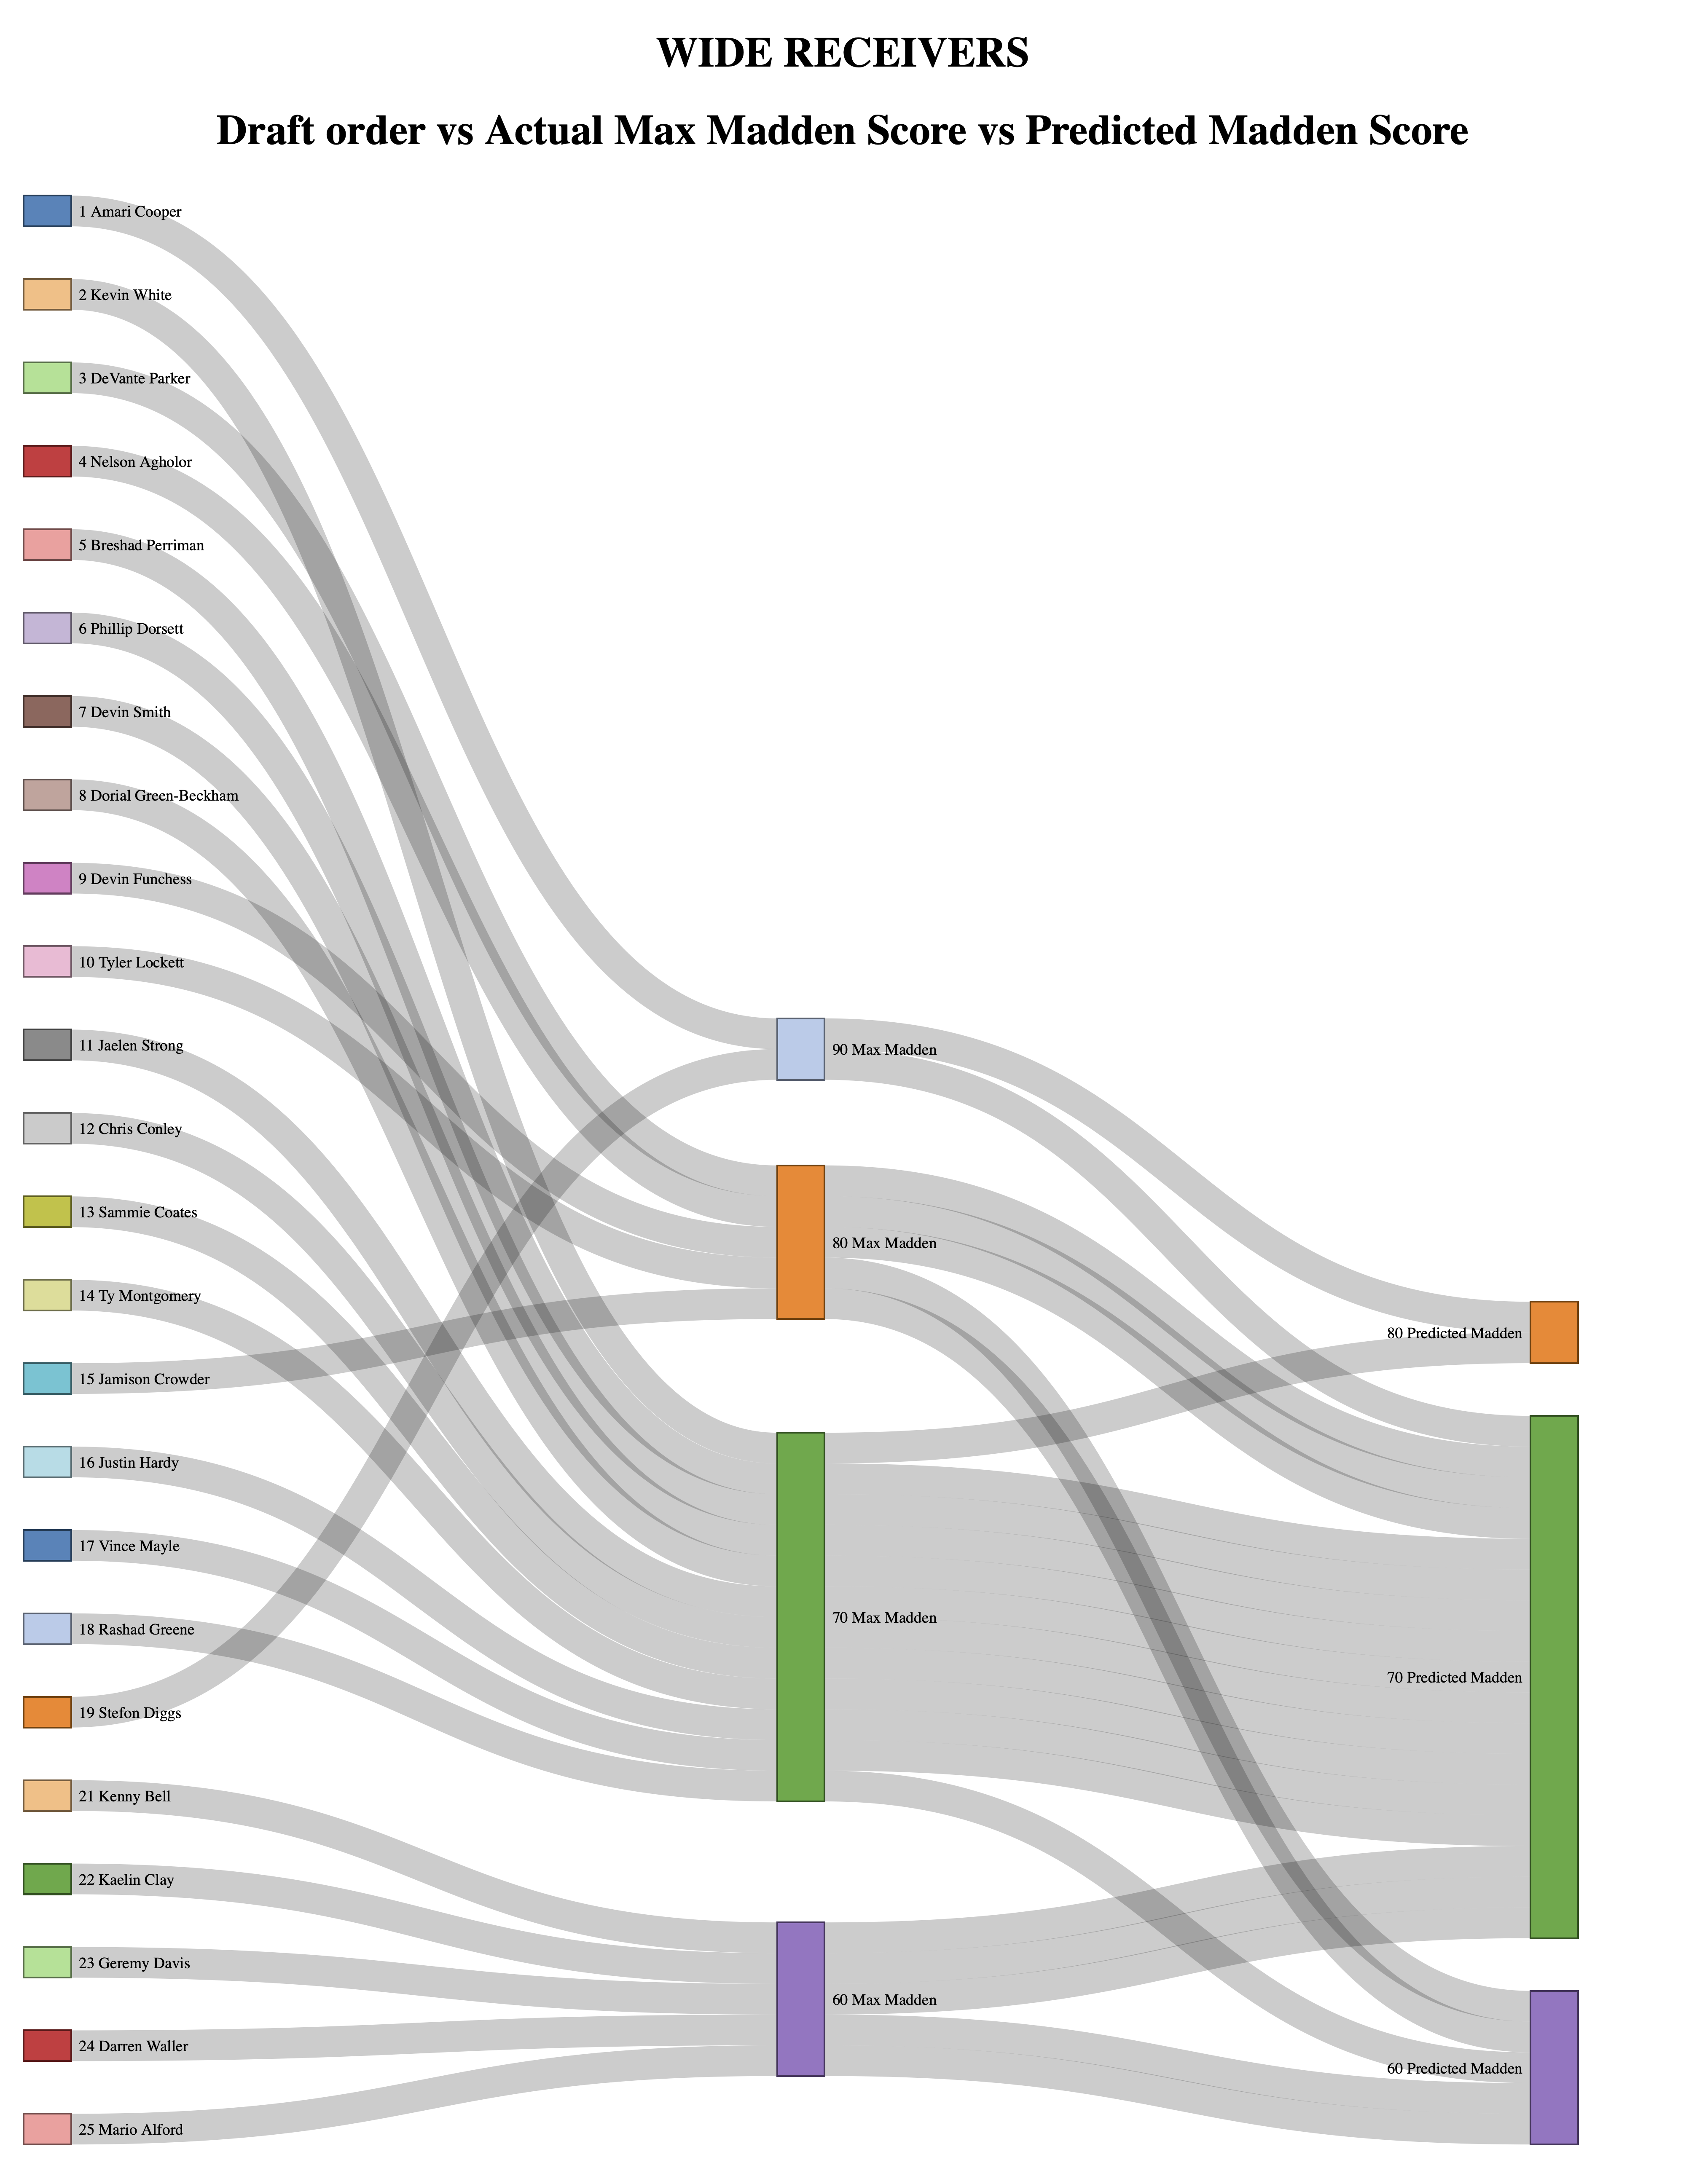 WIDE RECEIVERS
Draft order vs Actual Max Madden Score vs Predicted Madden Score
1 Amari Cooper
2 Kevin White
3 DeVante Parker
4 Nelson Agholor
5 Breshad Perriman
6 Phillip Dorsett
7 Devin Smith
8 Dorial Green-Beckham
9 Devin Funchess
10 Tyler Lockett
11 Jaelen Strong
12 Chris Conley
13 Sammie Coates
14 Ty Montgomery
15 Jamison Crowder
16 Justin Hardy
17 Vince Mayle
18 Rashad Greene
19 Stefon Diggs
21 Kenny Bell
22 Kaelin Clay
23 Geremy Davis
24 Darren Waller
25 Mario Alford
90 Max Madden
80 Max Madden
70 Max Madden
60 Max Madden
80 Predicted Madden
70 Predicted Madden
60 Predicted Madden